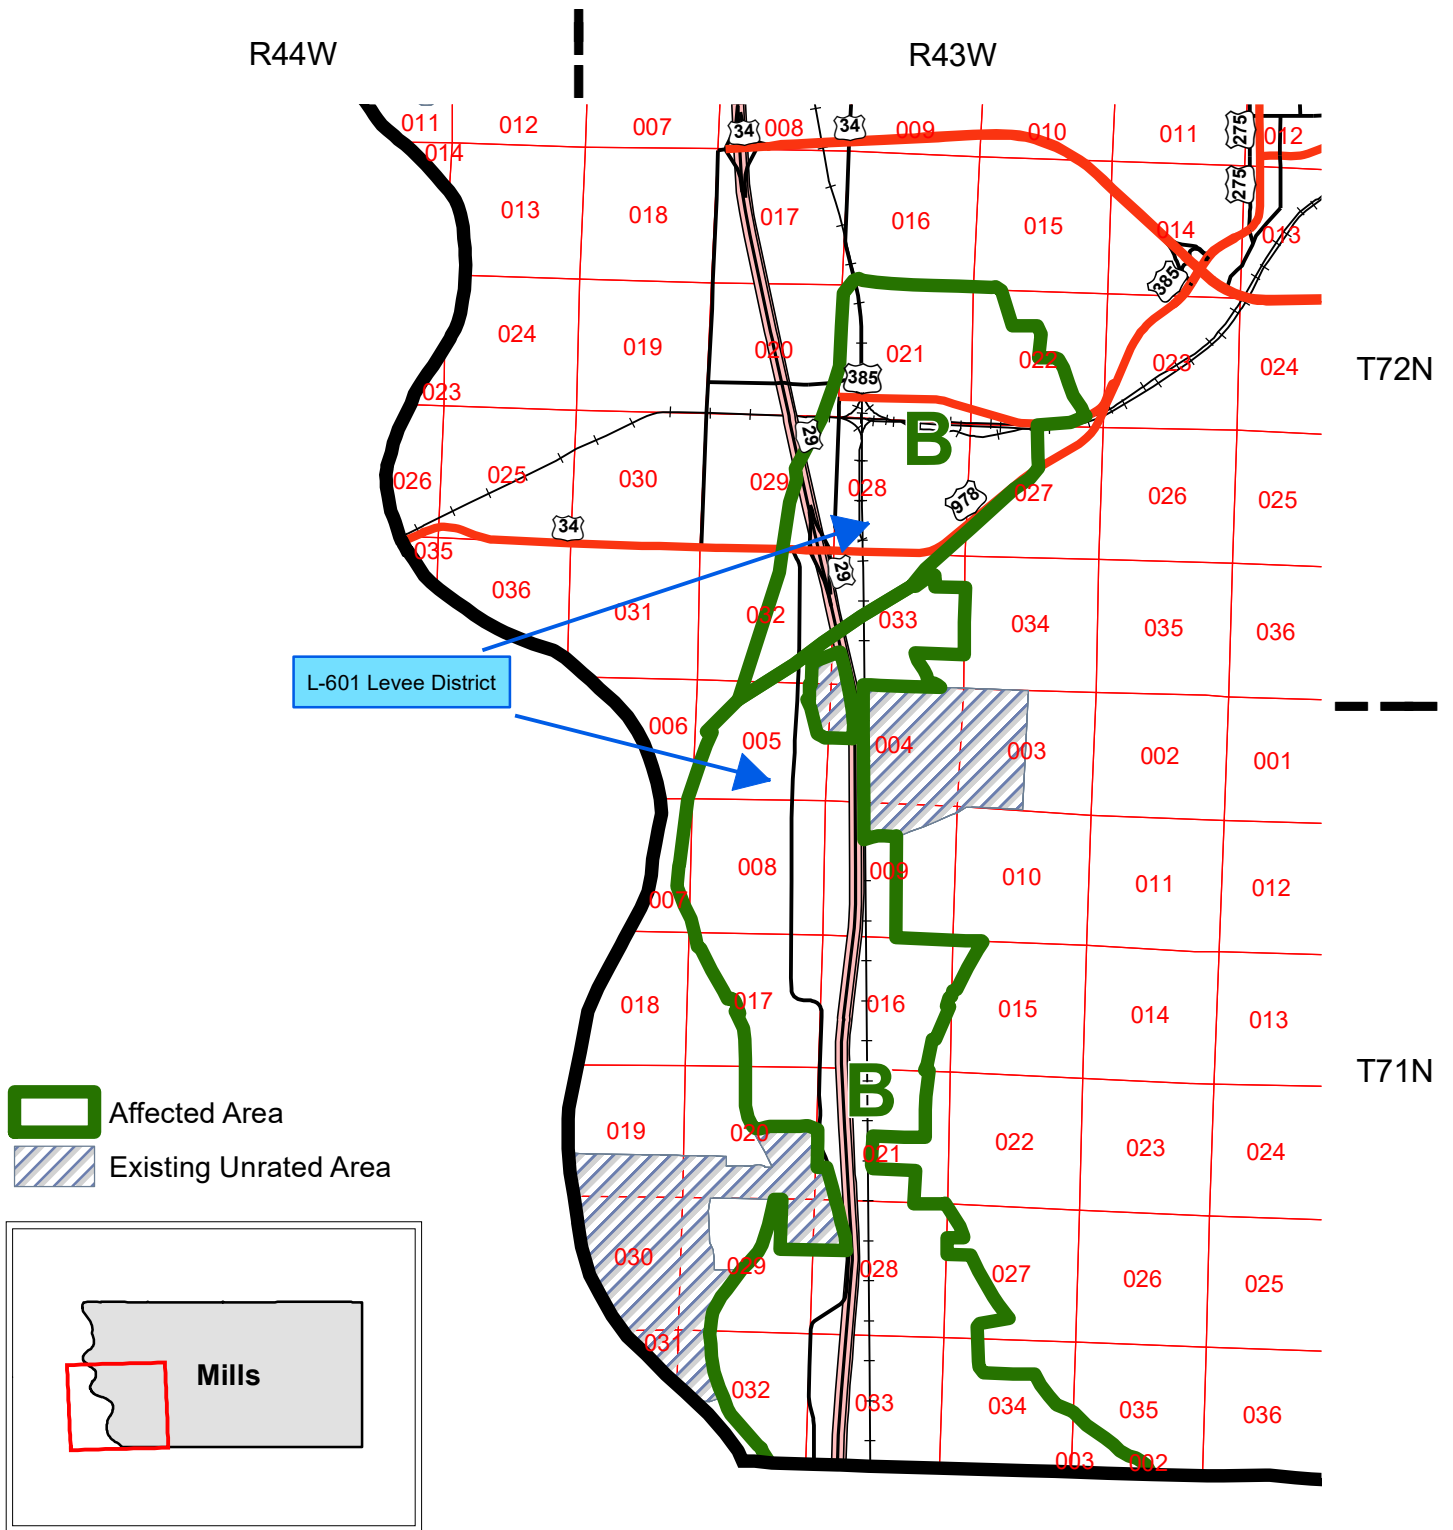 R44W R43W
011 012 007 34 008 34 009 010 011 275 012
014
013 018 017 016 015 014 275 013
385
024 019 020 021 022 023 024 T72N
385
023
B
29
026 025 030 029 028 978 027 026 025
34
035
29
036 031 032 033 034 035 036
L-601 Levee District
006 005 004 003 002 001
008 009 010 011 012
007
018 017 016 015 014 013
B
T71N
Affected Area
019 020 021 022 023 024
Existing Unrated Area
030 029 028 027 026 025
031
Mills
032 033 034 035 036
003 002